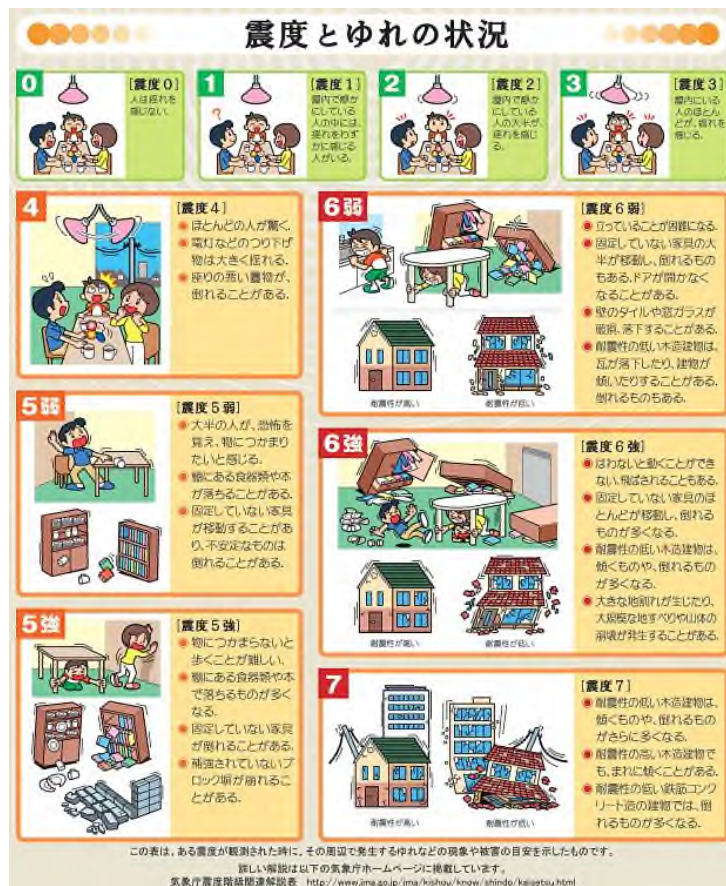 震度とゆれの状況
0
[震度0]
人は揺れを
感じない。
1
[震度1]
屋内で静か
にしている
人の中には、
揺れをわず
かに感じる
人がいる。
2
[震度2]
屋内で静か
にしている
人の大半が、
揺れを感じ
る。
3
[震度3]
屋内にいる
人のほとん
どが、揺れを
感じる。
4
[震度4]
●ほとんどの人が驚く。
●電灯などのつり下げ
物は大きく揺れる。
●座りの悪い置物が、
倒れることがある。
5弱
[震度5弱]
●大半の人が、恐怖を
覚え、物につかまり
たいと感じる。
●棚にある食器類や本
が落ちることがある。
●固定していない家具
が移動することがあ
り、不安定なものは
倒れることがある。
5強
[震度5強]
●物につかまらないと
歩くことが難しい。
●棚にある食器類や本
で落ちるものが多く
なる。
●固定していない家具
が倒れることがある。
●補強されていないブ
ロック塀が崩れるこ
とがある。
6弱
[震度6弱]
●立っていることが困難になる。
●固定していない家具の大
半が移動し、倒れるもの
もある。ドアが開かなく
なることがある。
●壁のタイルや窓ガラスが
破損、落下することがある。
●耐震性の低い木造建物は、
瓦が落下したり、建物が
傾いたりすることがある。
倒れるものもある。
耐震性が高い
耐震性が低い
6強
[震度6強]
●はわないと動くことができ
ない。飛ばされることもある。
●固定していない家具のほ
とんどが移動し、倒れる
ものが多くなる。
●耐震性の低い木造建物は、
傾くものや、倒れるもの
が多くなる。
●大きな地割れが生じたり、
大規模な地すべりや山体の
崩壊が発生することがある。
耐震性が高い
耐震性が低い
7
[震度7]
●耐震性の低い木造建物は、
傾くものや、倒れるもの
がさらに多くなる。
●耐震性の高い木造建物で
も、まれに傾くことがある。
●耐震性の低い鉄筋コンク
リート造の建物では、倒
れるものが多くなる。
耐震性が高い
耐震性が低い
この表は、ある震度が観測された時に、その周辺で発生するゆれなどの現象や被害の目安を示したものです。
詳しい解説は以下の気象庁ホームページに掲載しています。
気象庁震度階級関連解説表 http://www.jma.go.jp/jma/kishou/know/shindo/kaisetsu.html